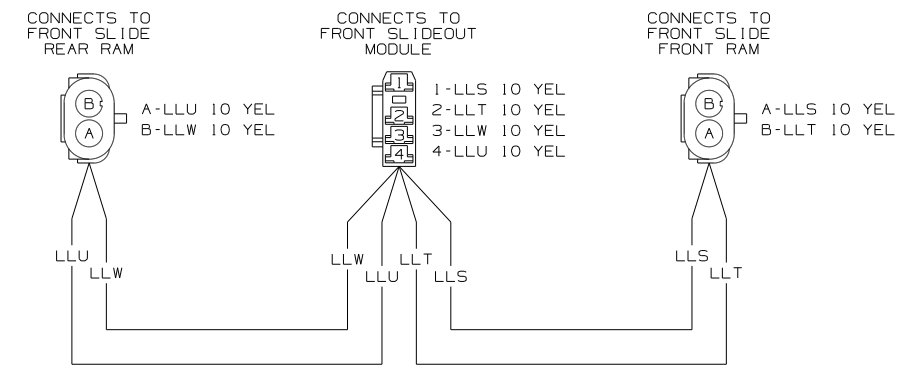 CONNECTS TO
FRONT SLIDE
REAR RAM
B
A
A-LLU 10 YEL
B-LLW 10 YEL
CONNECTS TO
FRONT SLIDEOUT
MODULE
1
2
3
4
1-LLS 10 YEL
2-LLT 10 YEL
3-LLW 10 YEL
4-LLU 10 YEL
CONNECTS TO
FRONT SLIDE
FRONT RAM
B
A
A-LLS 10 YEL
B-LLT 10 YEL
LLU
LLW
LLW
LLU
LLT
LLS
LLS
LLT